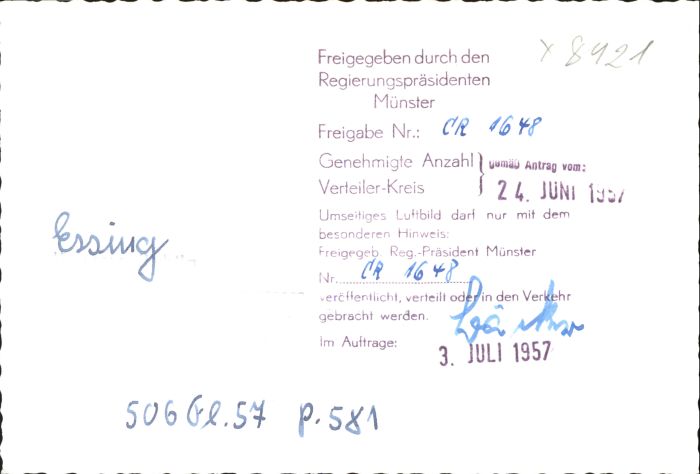 x 8421
Freigegeben durch den
Regierungspräsidenten
Münster
Freigabe Nr.: CR 1648
Genehmigte Anzahl } gemäß Antrag vom:
Verteiler-Kreis 24. JUNI 1957
Umseitiges Luftbild darf nur mit dem
besonderen Hinweis:
Freigegeb. Reg.-Präsident Münster
Nr. CR 1648
veröffentlicht, verteilt oder in den Verkehr
gebracht werden.
Im Auftrage:
3. JULI 1957
Essing
506 Gl.57 p.581